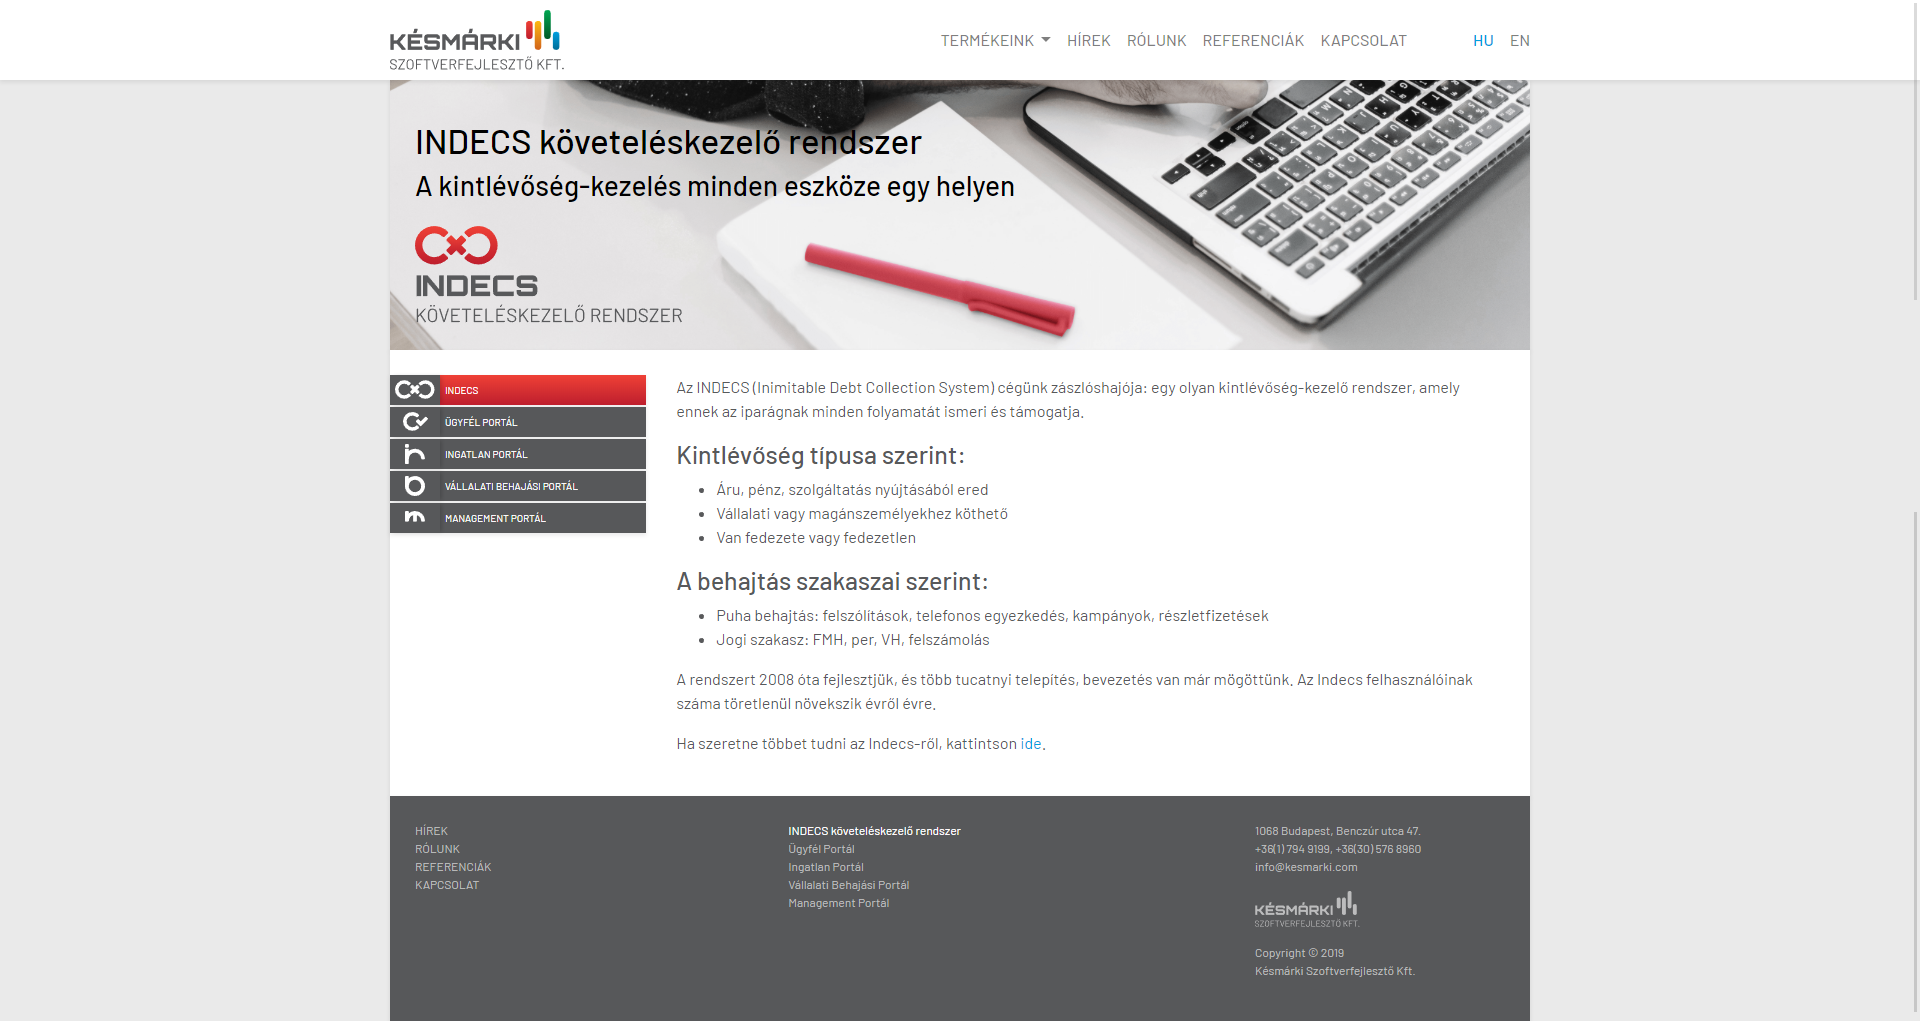 KÉSMÁRKI
SZOFTVERFEJLESZTŐ KFT.
TERMÉKEINK
HÍREK
RÓLUNK
REFERENCIÁK
KAPCSOLAT
HU
EN
INDECS követeléskezelő rendszer
A kintlévőség-kezelés minden eszköze egy helyen
INDECS
KÖVETELÉSKEZELŐ RENDSZER
INDECS
ÜGYFÉL PORTÁL
INGATLAN PORTÁL
VÁLLALATI BEHAJÁSI PORTÁL
MANAGEMENT PORTÁL
Az INDECS (Inimitable Debt Collection System) cégünk zászlóshajója: egy olyan kintlévőség-kezelő rendszer, amely
ennek az iparágnak minden folyamatát ismeri és támogatja.
Kintlévőség típusa szerint:
Áru, pénz, szolgáltatás nyújtásából ered
Vállalati vagy magánszemélyekhez köthető
Van fedezete vagy fedezetlen
A behajtás szakaszai szerint:
Puha behajtás: felszólítások, telefonos egyezkedés, kampányok, részletfizetések
Jogi szakasz: FMH, per, VH, felszámolás
A rendszert 2008 óta fejlesztjük, és több tucatnyi telepítés, bevezetés van már mögöttünk. Az Indecs felhasználóinak
száma töretlenül növekszik évről évre.
Ha szeretne többet tudni az Indecs-ről, kattintson ide.
HÍREK
RÓLUNK
REFERENCIÁK
KAPCSOLAT
INDECS követeléskezelő rendszer
Ügyfél Portál
Ingatlan Portál
Vállalati Behajási Portál
Management Portál
1068 Budapest, Benczúr utca 47.
+36(1) 794 9199, +36(30) 576 8960
info@kesmarki.com
KÉSMÁRKI
SZOFTVERFEJLESZTŐ KFT.
Copyright © 2019
Késmárki Szoftverfejlesztő Kft.